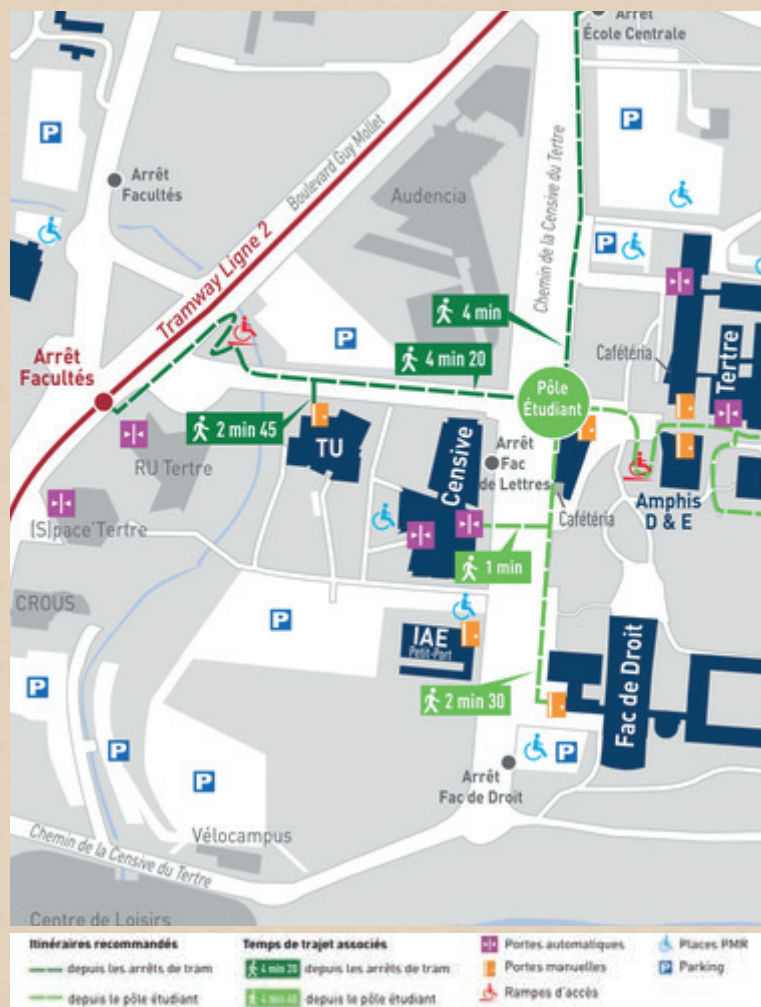 Arrêt
École Centrale
P
P
Boulevard Guy Mollet
Audencia
Chemin de la Censive du Tertre
Arrêt
Facultés
Tramway Ligne 2
P
4 min
P
4 min 20
Cafétéria
Tertre
Arrêt
Facultés
Pôle
Étudiant
2 min 45
TU
RU Tertre
Censive
Arrêt
Fac
de Lettres
Amphis
D & E
(S)pace'Tertre
Cafétéria
1 min
CROUS
P
IAE
Petit-Port
Fac de Droit
P
2 min 30
P
P
P
Arrêt
Fac de Droit
Vélocampus
Chemin de la Censive du Tertre
Centre de Loisirs
Itinéraires recommandés
depuis les arrêts de tram
depuis le pôle étudiant
Temps de trajet associés
4 min 20 depuis les arrêts de tram
depuis le pôle étudiant
Portes automatiques
Portes manuelles
Rampes d'accès
Places PMR
P Parking